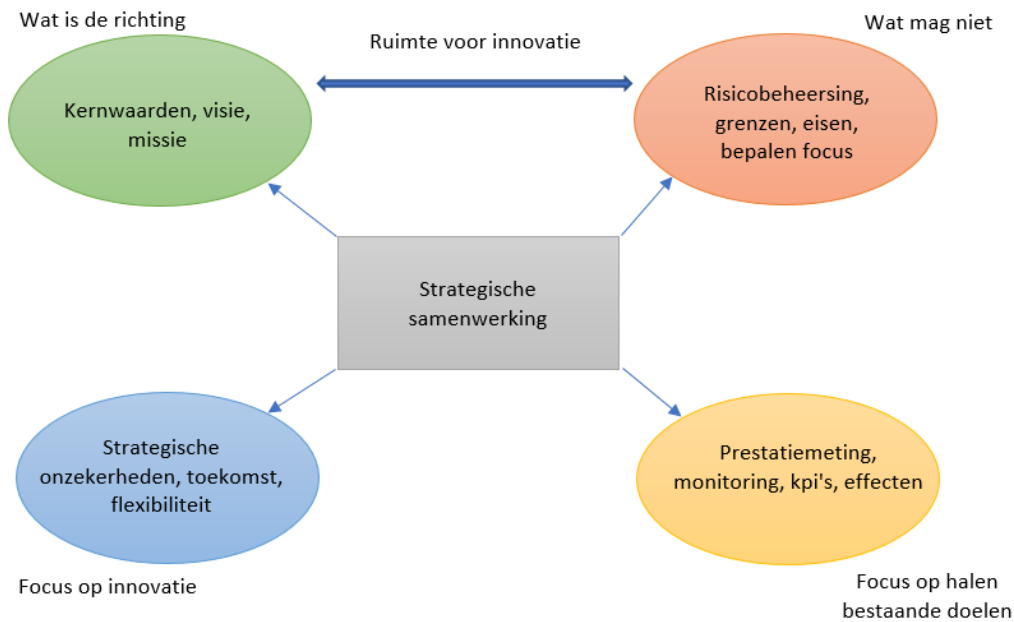 Wat is de richting
Wat mag niet
Ruimte voor innovatie
Kernwaarden, visie,
missie
Risicobeheersing,
grenzen, eisen,
bepalen focus
Strategische
samenwerking
Strategische
onzekerheden, toekomst,
flexibiliteit
Prestatiemeting,
monitoring, kpi's, effecten
Focus op innovatie
Focus op halen
bestaande doelen